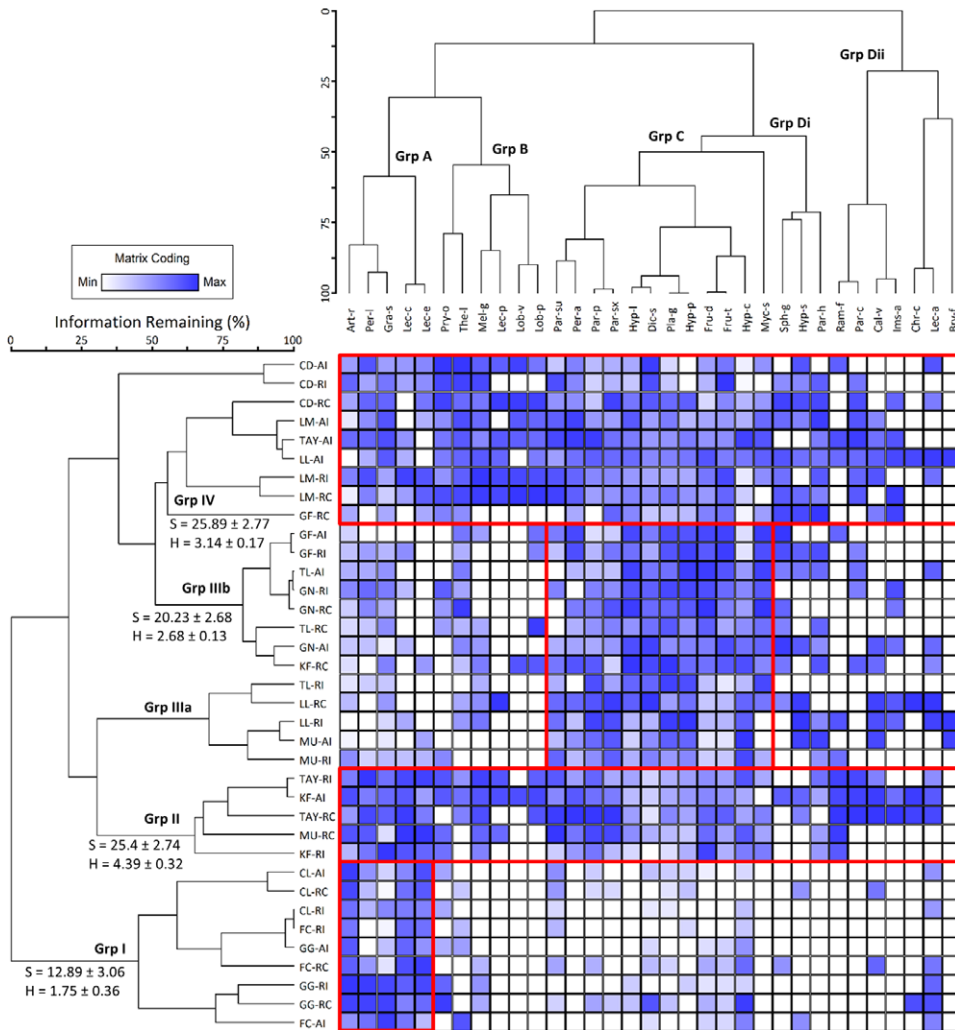 0
25
50
75
100
Grp Dii
Grp Di
Grp C
Grp A
Grp B
Matrix Coding
Min
Max
Information Remaining (%)
0 20 40 60 80 100
Art-r
Per-l
Gra-s
Lec-c
Lec-e
Pry-o
The-l
Mel-g
Lec-p
Lob-v
Lob-p
Par-su
Per-a
Par-p
Par-sx
Hyp-l
Dic-s
Pla-g
Hyp-p
Fru-d
Fru-t
Hyp-c
Myc-s
Sph-g
Hyp-s
Par-h
Ram-f
Par-c
Cal-v
Ims-a
Chr-c
Lec-a
CD-AI
CD-RI
CD-RC
LM-AI
TAY-AI
LL-AI
LM-RI
LM-RC
GF-RC
GF-AI
GF-RI
TL-AI
GN-RI
GN-RC
TL-RC
GN-AI
KF-RC
TL-RI
LL-RC
LL-RI
MU-AI
MU-RI
TAY-RI
KF-AI
TAY-RC
MU-RC
KF-RI
CL-AI
CL-RC
CL-RI
FC-RI
GG-AI
FC-RC
GG-RI
GG-RC
FC-AI
Grp IV
S = 25.89 ± 2.77
H = 3.14 ± 0.17
Grp IIIb
S = 20.23 ± 2.68
H = 2.68 ± 0.13
Grp IIIa
Grp II
S = 25.4 ± 2.74
H = 4.39 ± 0.32
Grp I
S = 12.89 ± 3.06
H = 1.75 ± 0.36